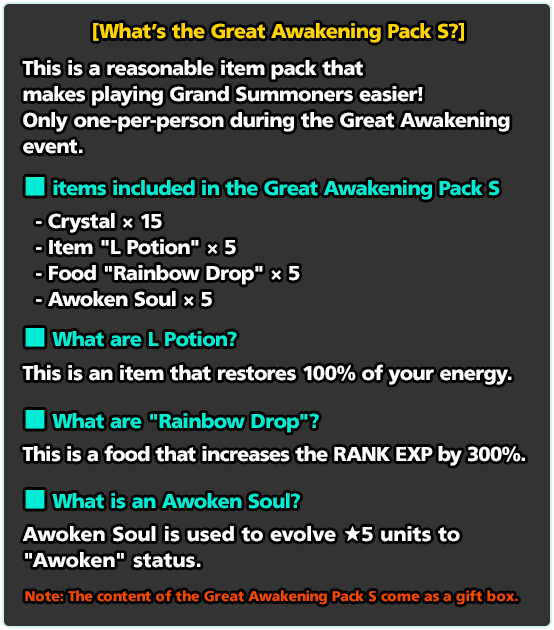 [What's the Great Awakening Pack S?]
This is a reasonable item pack that
makes playing Grand Summoners easier!
Only one-per-person during the Great Awakening
event.
■ items included in the Great Awakening Pack S
- Crystal × 15
- Item "L Potion" × 5
- Food "Rainbow Drop" × 5
- Awoken Soul × 5
■ What are L Potion?
This is an item that restores 100% of your energy.
■ What are "Rainbow Drop"?
This is a food that increases the RANK EXP by 300%.
■ What is an Awoken Soul?
Awoken Soul is used to evolve ★5 units to
"Awoken" status.
Note: The content of the Great Awakening Pack S come as a gift box.